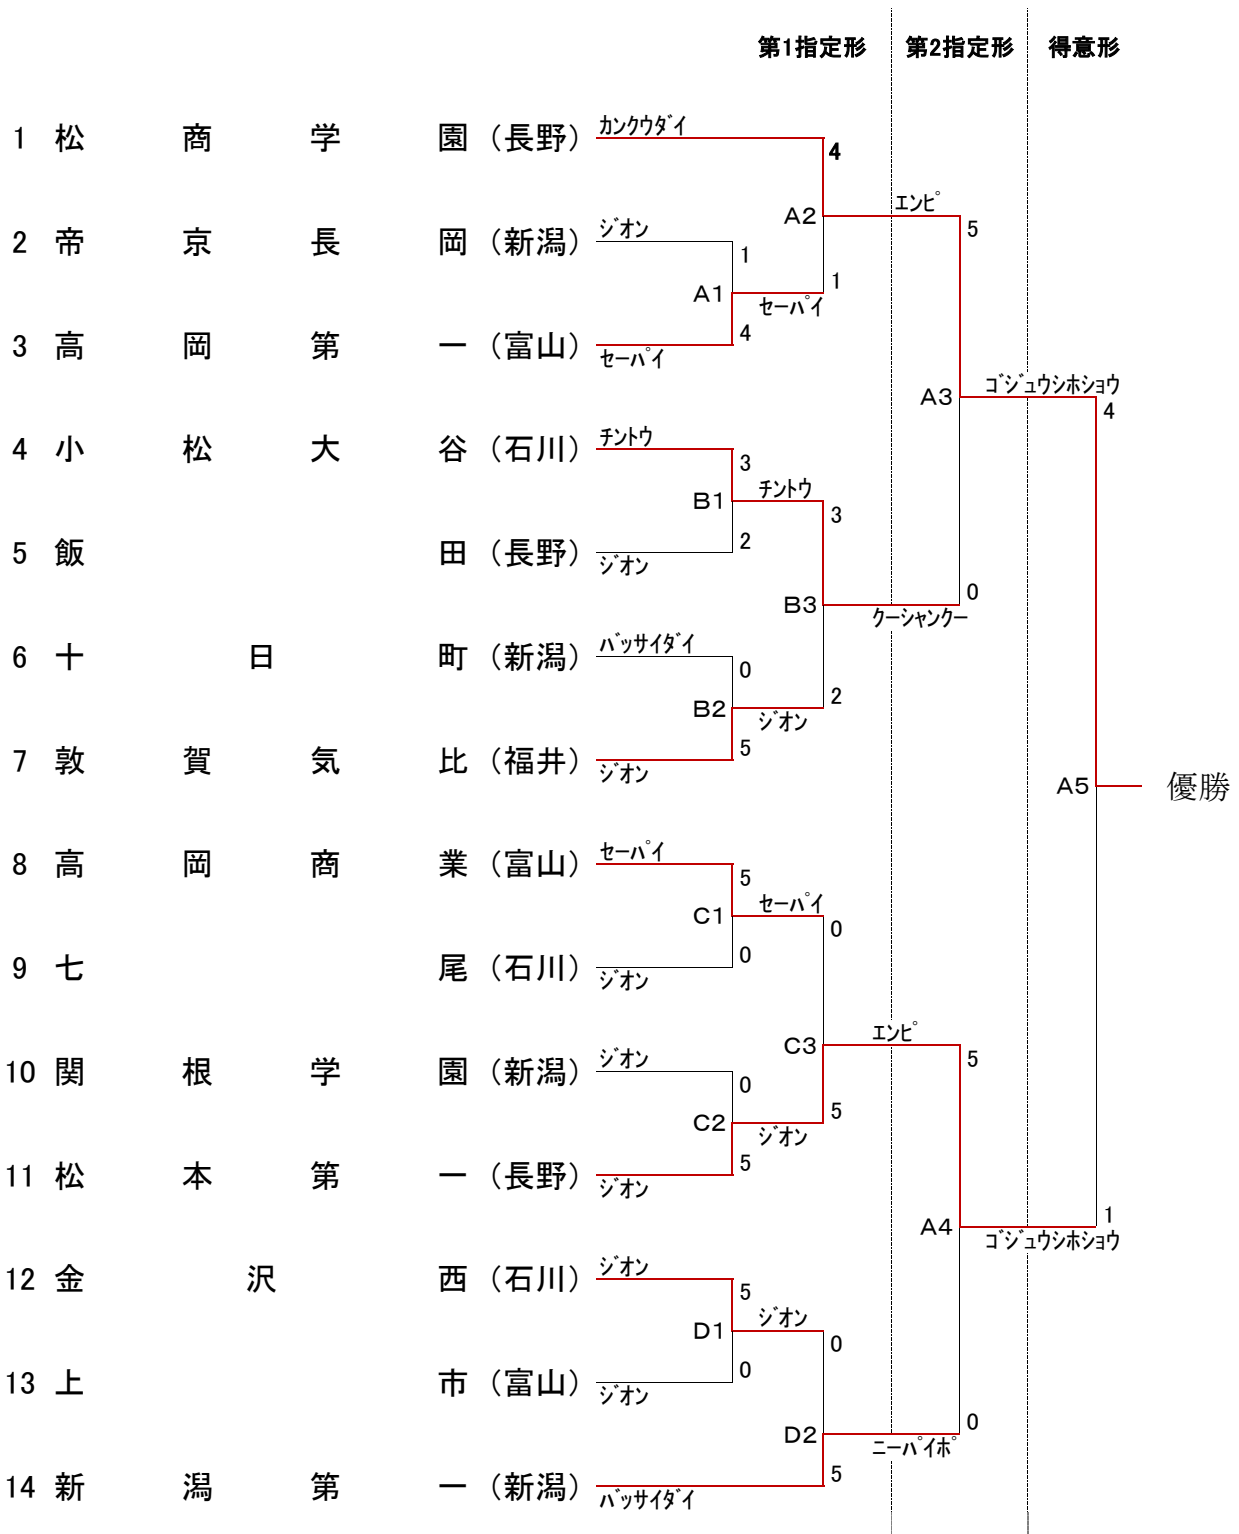 第1指定形 第2指定形 得意形
1 松商学園（長野） カンクウダイ
4
A2 エンピ
5
2 帝京長岡（新潟） ジオン
1
A1 セーパイ 1
4
3 高岡第一（富山） セーパイ
A3 ゴジュウシホショウ
4
4 小松大谷（石川） チントウ
3
B1 チントウ 3
2
5 飯田（長野） ジオン
B3 クーシャンクー 0
6 十日町（新潟） バッサイダイ
0
B2 ジオン 2
5
7 敦賀気比（福井） ジオン
A5 優勝
8 高岡商業（富山） セーパイ
5
C1 セーパイ 0
0
9 七尾（石川） ジオン
C3 エンピ 5
10 関根学園（新潟） ジオン
0
C2 ジオン 5
5
11 松本第一（長野） ジオン
A4 ゴジュウシホショウ 1
12 金沢西（石川） ジオン
5
D1 ジオン 0
0
13 上市（富山） ジオン
D2 ニーパイポ 0
5
14 新潟第一（新潟） バッサイダイ